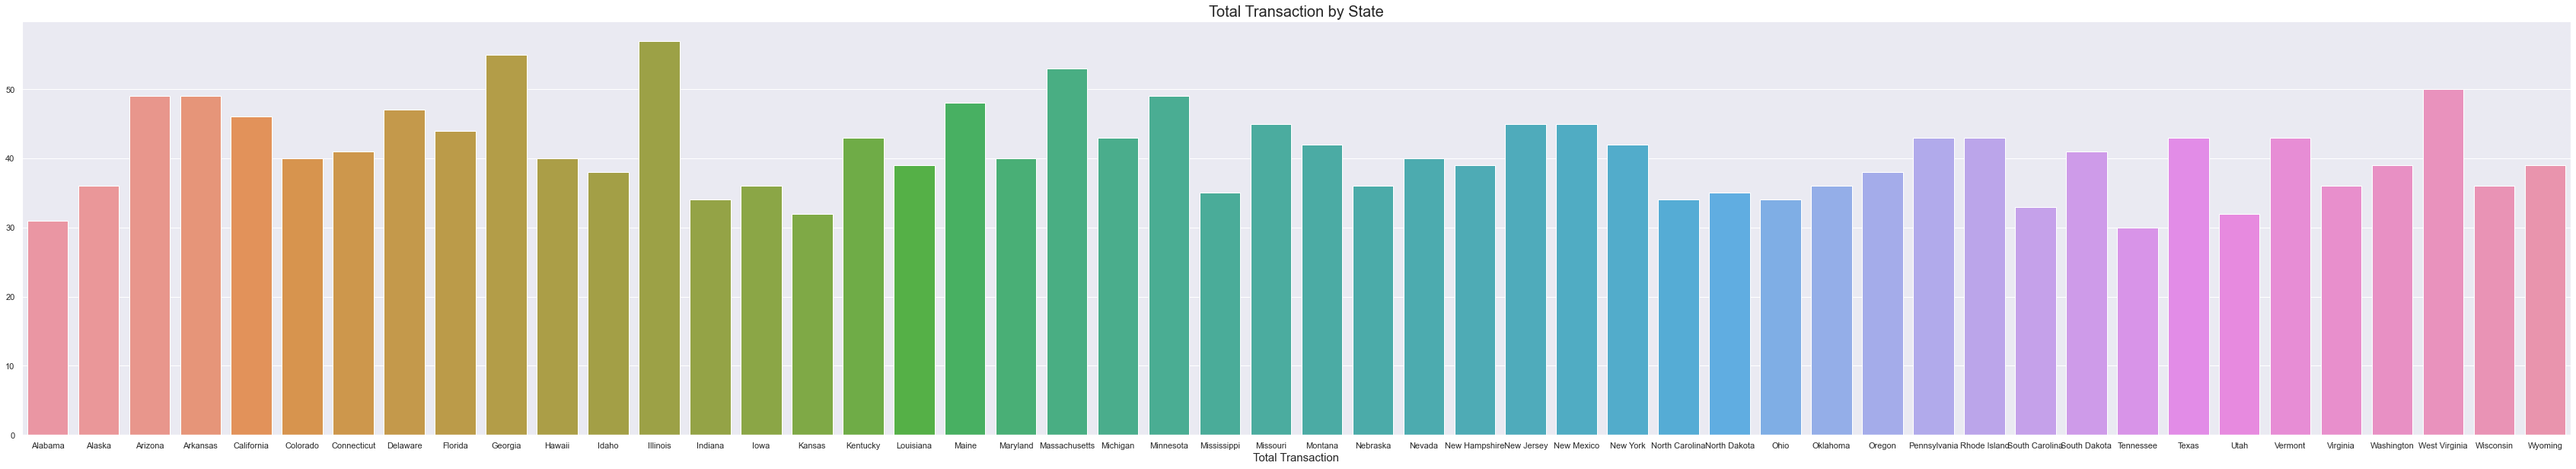 Total Transaction by State
50
40
30
20
10
0
Alabama Alaska Arizona Arkansas California Colorado Connecticut Delaware Florida Georgia Hawaii Idaho Illinois Indiana Iowa Kansas Kentucky Louisiana Maine Maryland Massachusetts Michigan Minnesota Mississippi Missouri Montana Nebraska Nevada New Hampshire New Jersey New Mexico New York North Carolina North Dakota Ohio Oklahoma Oregon Pennsylvania Rhode Island South Carolina South Dakota Tennessee Texas Utah Vermont Virginia Washington West Virginia Wisconsin Wyoming
Total Transaction